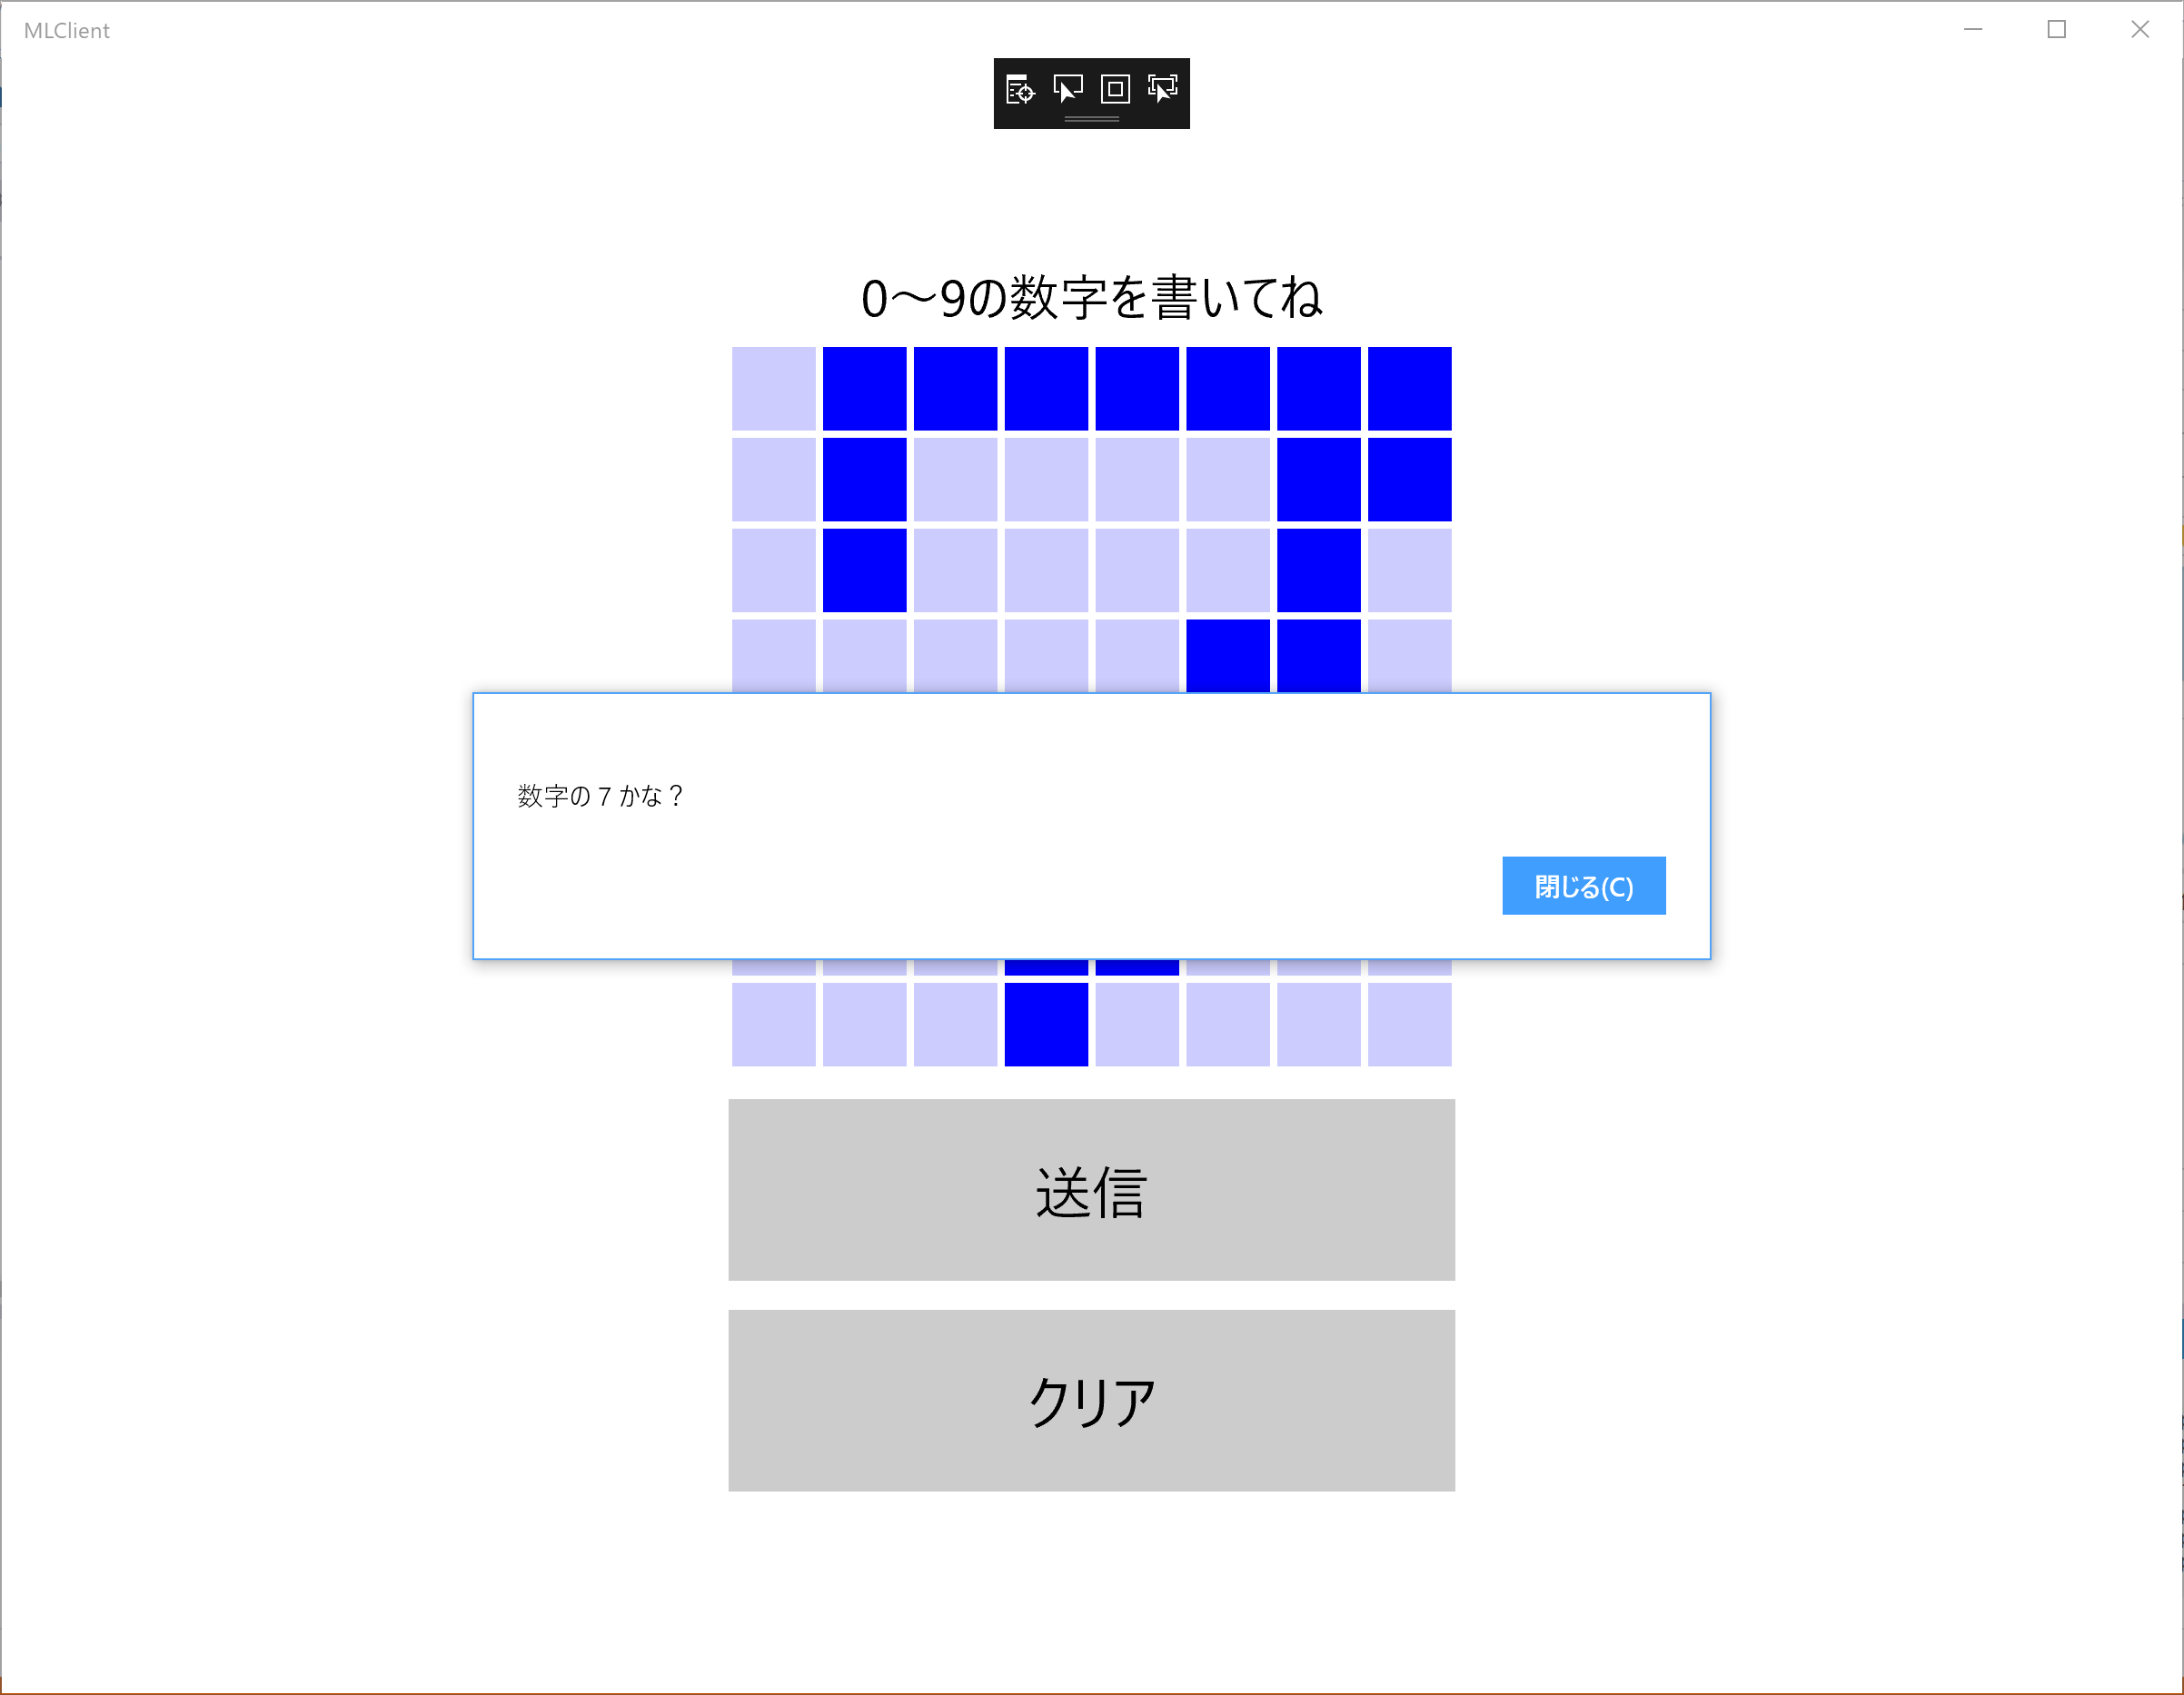 MLClient
0～9の数字を書いてね
数字の 7 かな？
閉じる(C)
送信
クリア